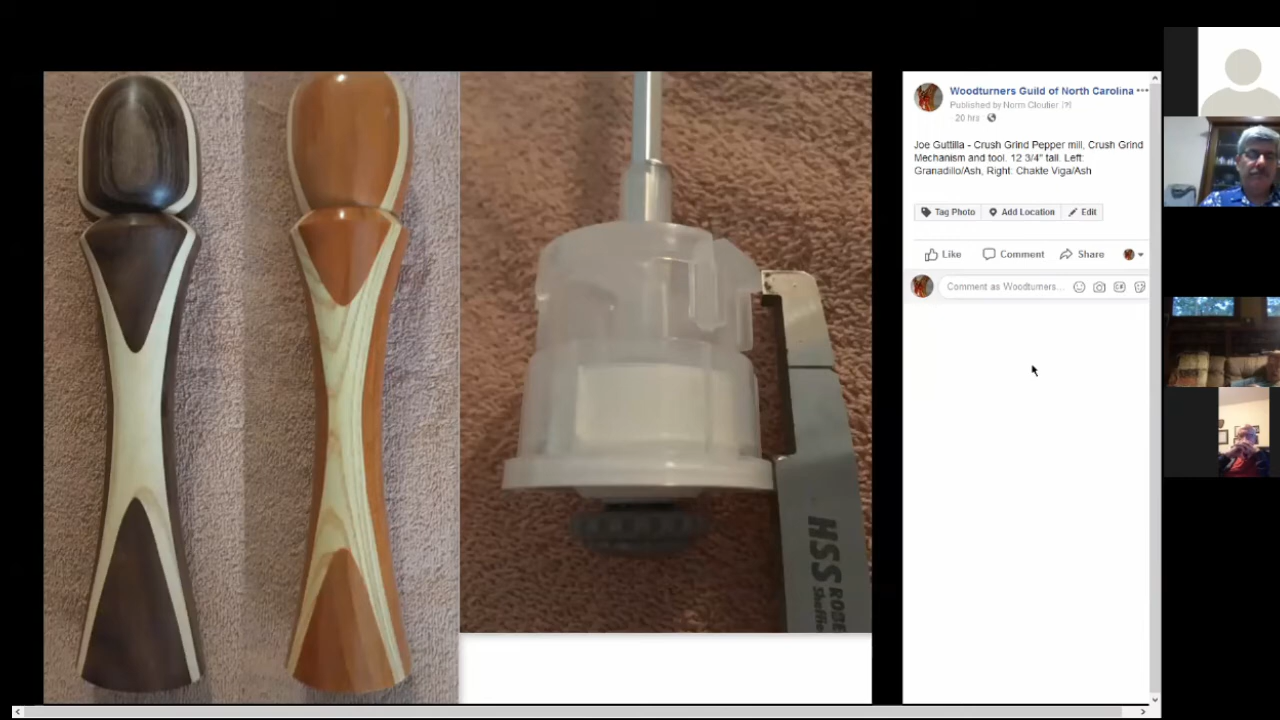 Woodturners Guild of North Carolina
Published by Norm Cloutier [?]
20 hrs
Joe Guttilla - Crush Grind Pepper mill, Crush Grind
Mechanism and tool. 12 3/4" tall. Left:
Granadillo/Ash, Right: Chakte Viga/Ash
Tag Photo Add Location Edit
Like Comment Share
Comment as Woodturners...
HSS